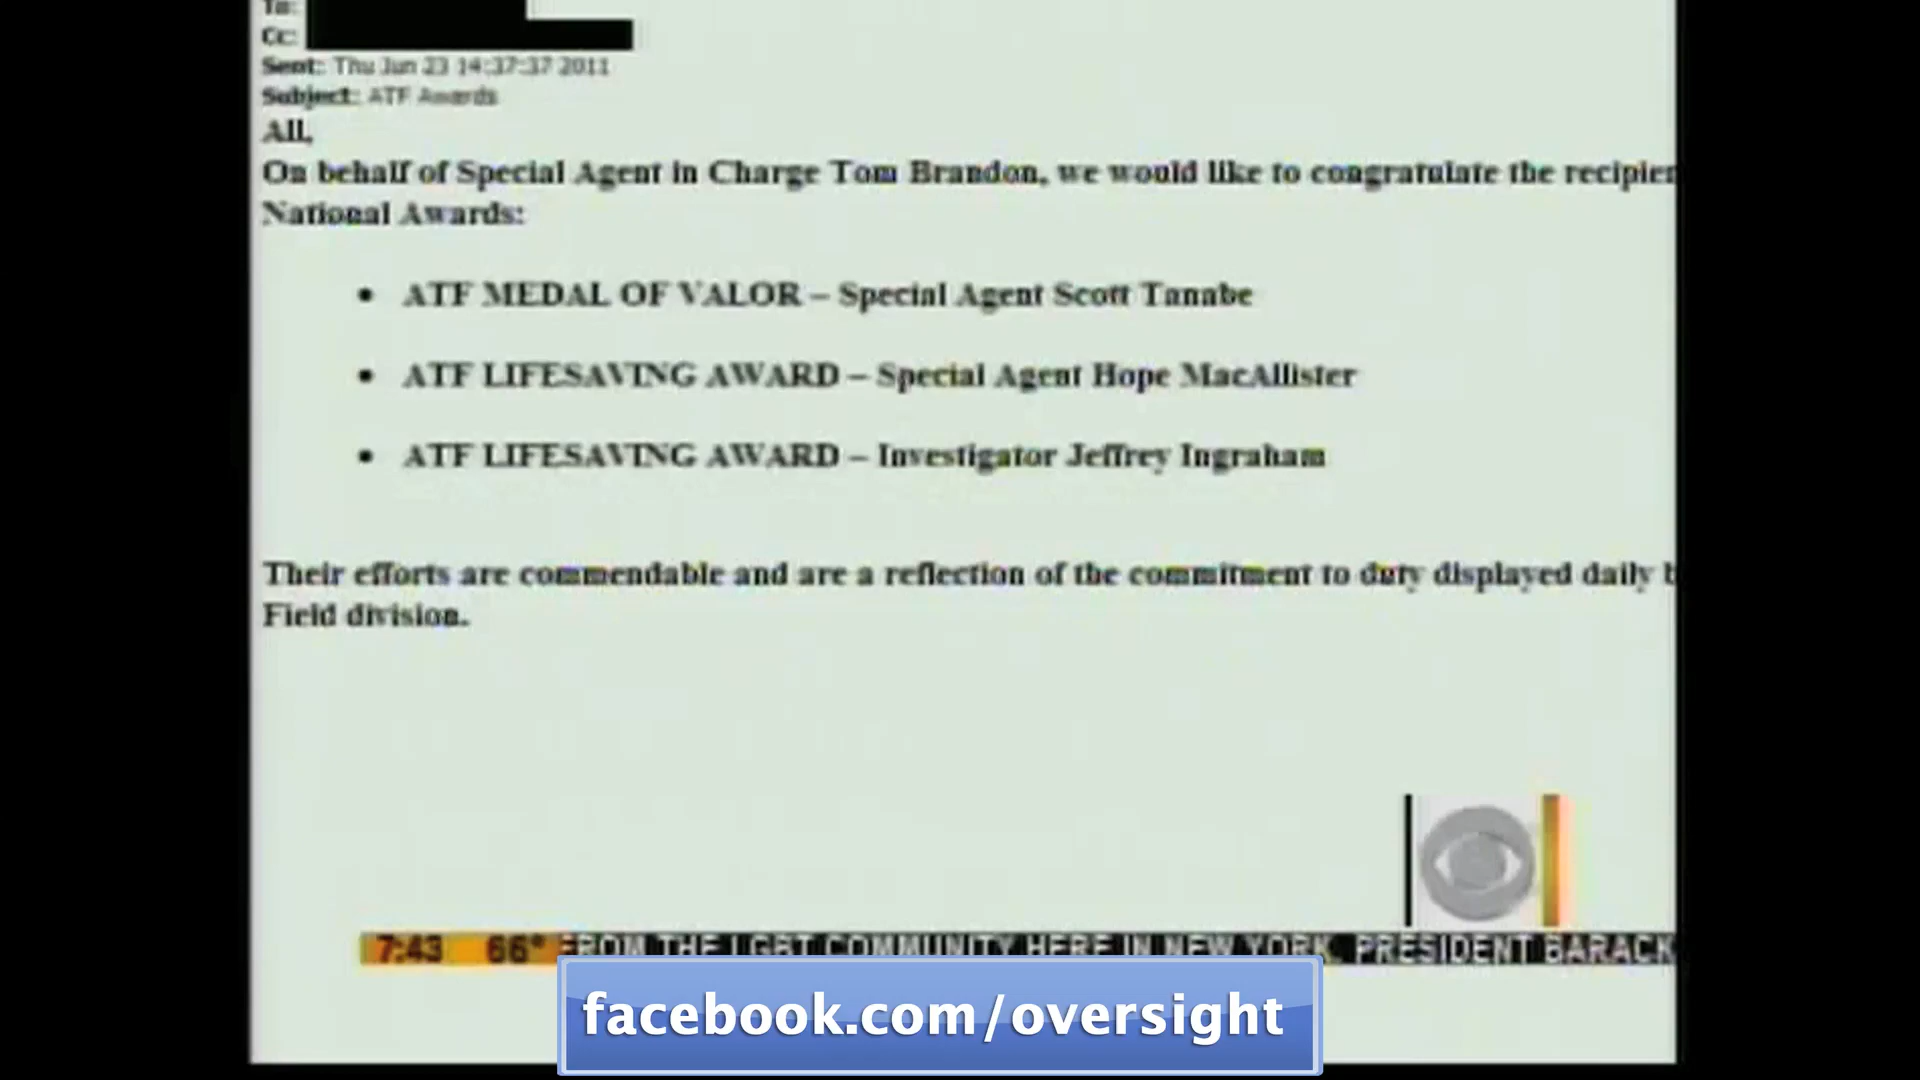 To:
Cc:
Sent: Thu Jun 23 14:37:37 2011
Subject: ATF Awards
All,
On behalf of Special Agent in Charge Tom Brandon, we would like to congratulate the recipien
National Awards:
• ATF MEDAL OF VALOR – Special Agent Scott Tanabe
• ATF LIFESAVING AWARD – Special Agent Hope MacAllister
• ATF LIFESAVING AWARD – Investigator Jeffrey Ingraham
Their efforts are commendable and are a reflection of the commitment to duty displayed daily b
Field division.
7:43 66° FROM THE LGBT COMMUNITY HERE IN NEW YORK. PRESIDENT BARACK
facebook.com/oversight